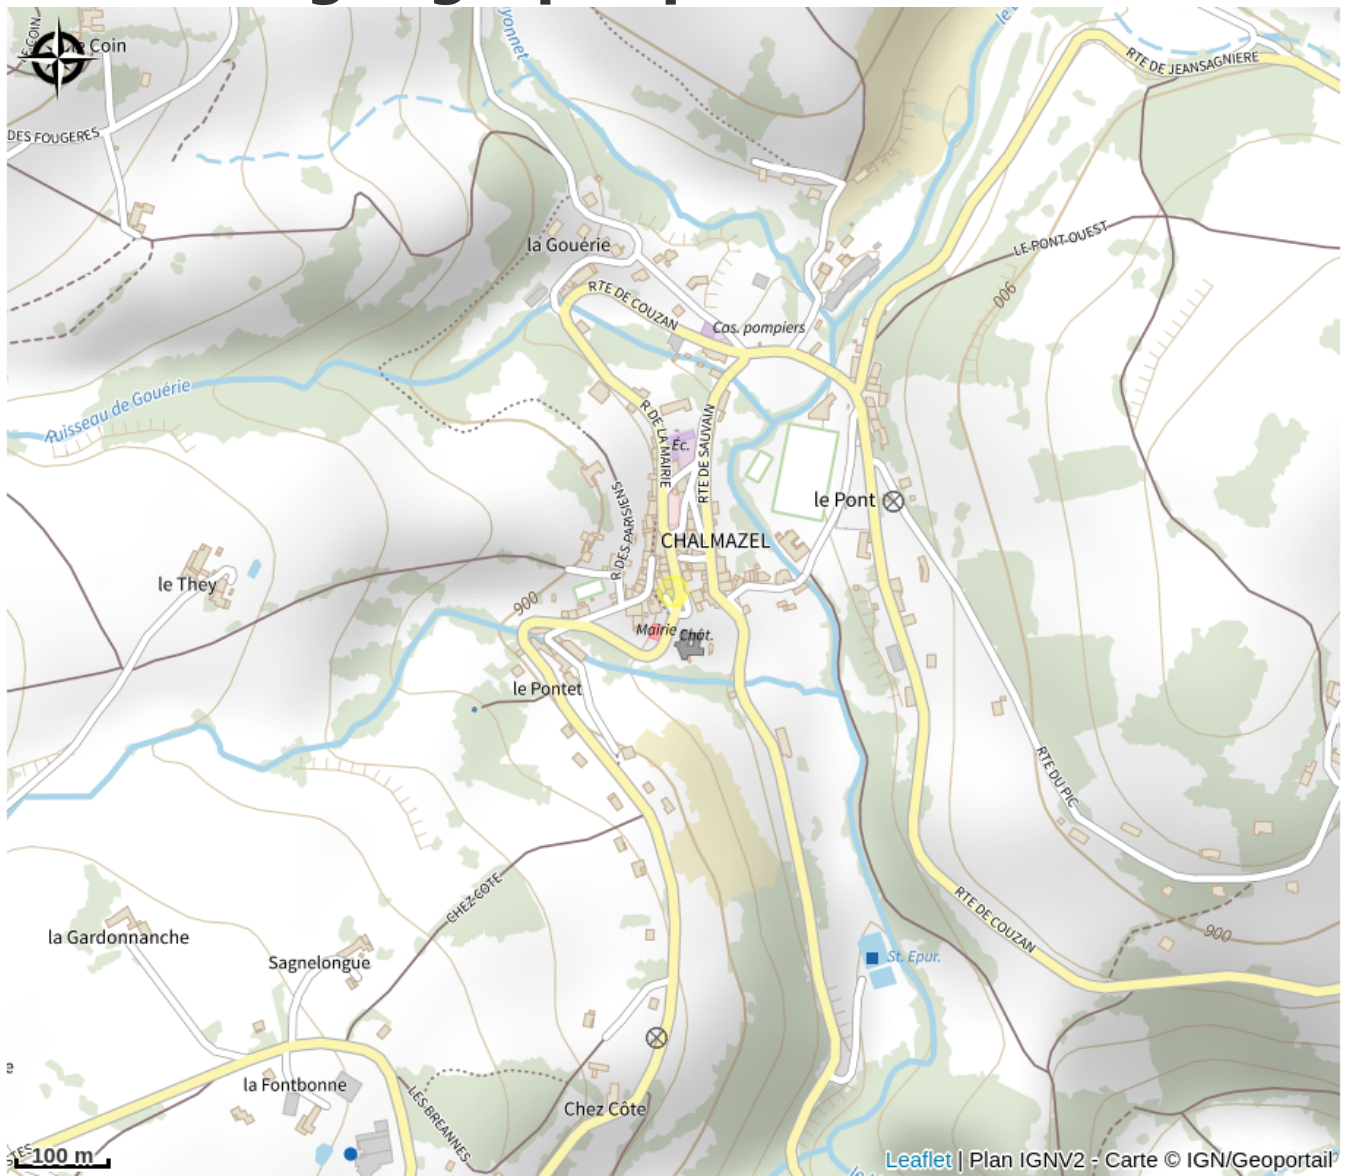 le Coin
DES FOUGERES
RTE DE JEANSAGNIERE
LE PONT OUEST
la Gouérie
RTE DE COUZAN
Cas. pompiers
900
Ruisseau de Gouérie
R DE LA MAIRIE
Éc.
RTE DE SAUVAIN
R DES PARISIENS
le Pont
CHALMAZEL
le They
900
Mairie
Chât.
le Pontet
RTE DU PIC
CHEZ COTE
RTE DE COUZAN
la Gardonnanche
Sagnelongue
900
St. Epur.
la Fontbonne
LES BREANNES
Chez Côte
100 m
Leaflet | Plan IGNV2 - Carte © IGN/Geoportail